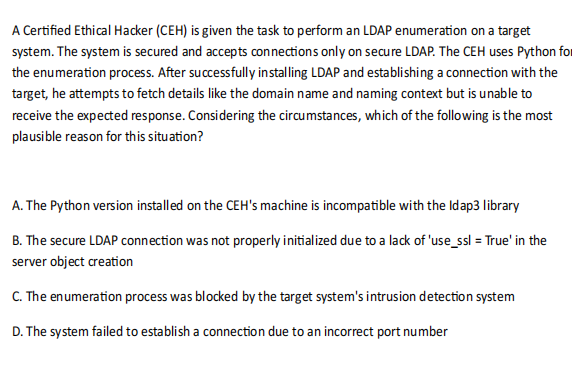 A Certified Ethical Hacker (CEH) is given the task to perform an LDAP enumeration on a target
system. The system is secured and accepts connections only on secure LDAP. The CEH uses Python for
the enumeration process. After successfully installing LDAP and establishing a connection with the
target, he attempts to fetch details like the domain name and naming context but is unable to
receive the expected response. Considering the circumstances, which of the following is the most
plausible reason for this situation?
A. The Python version installed on the CEH's machine is incompatible with the ldap3 library
B. The secure LDAP connection was not properly initialized due to a lack of 'use_ssl = True' in the
server object creation
C. The enumeration process was blocked by the target system's intrusion detection system
D. The system failed to establish a connection due to an incorrect port number